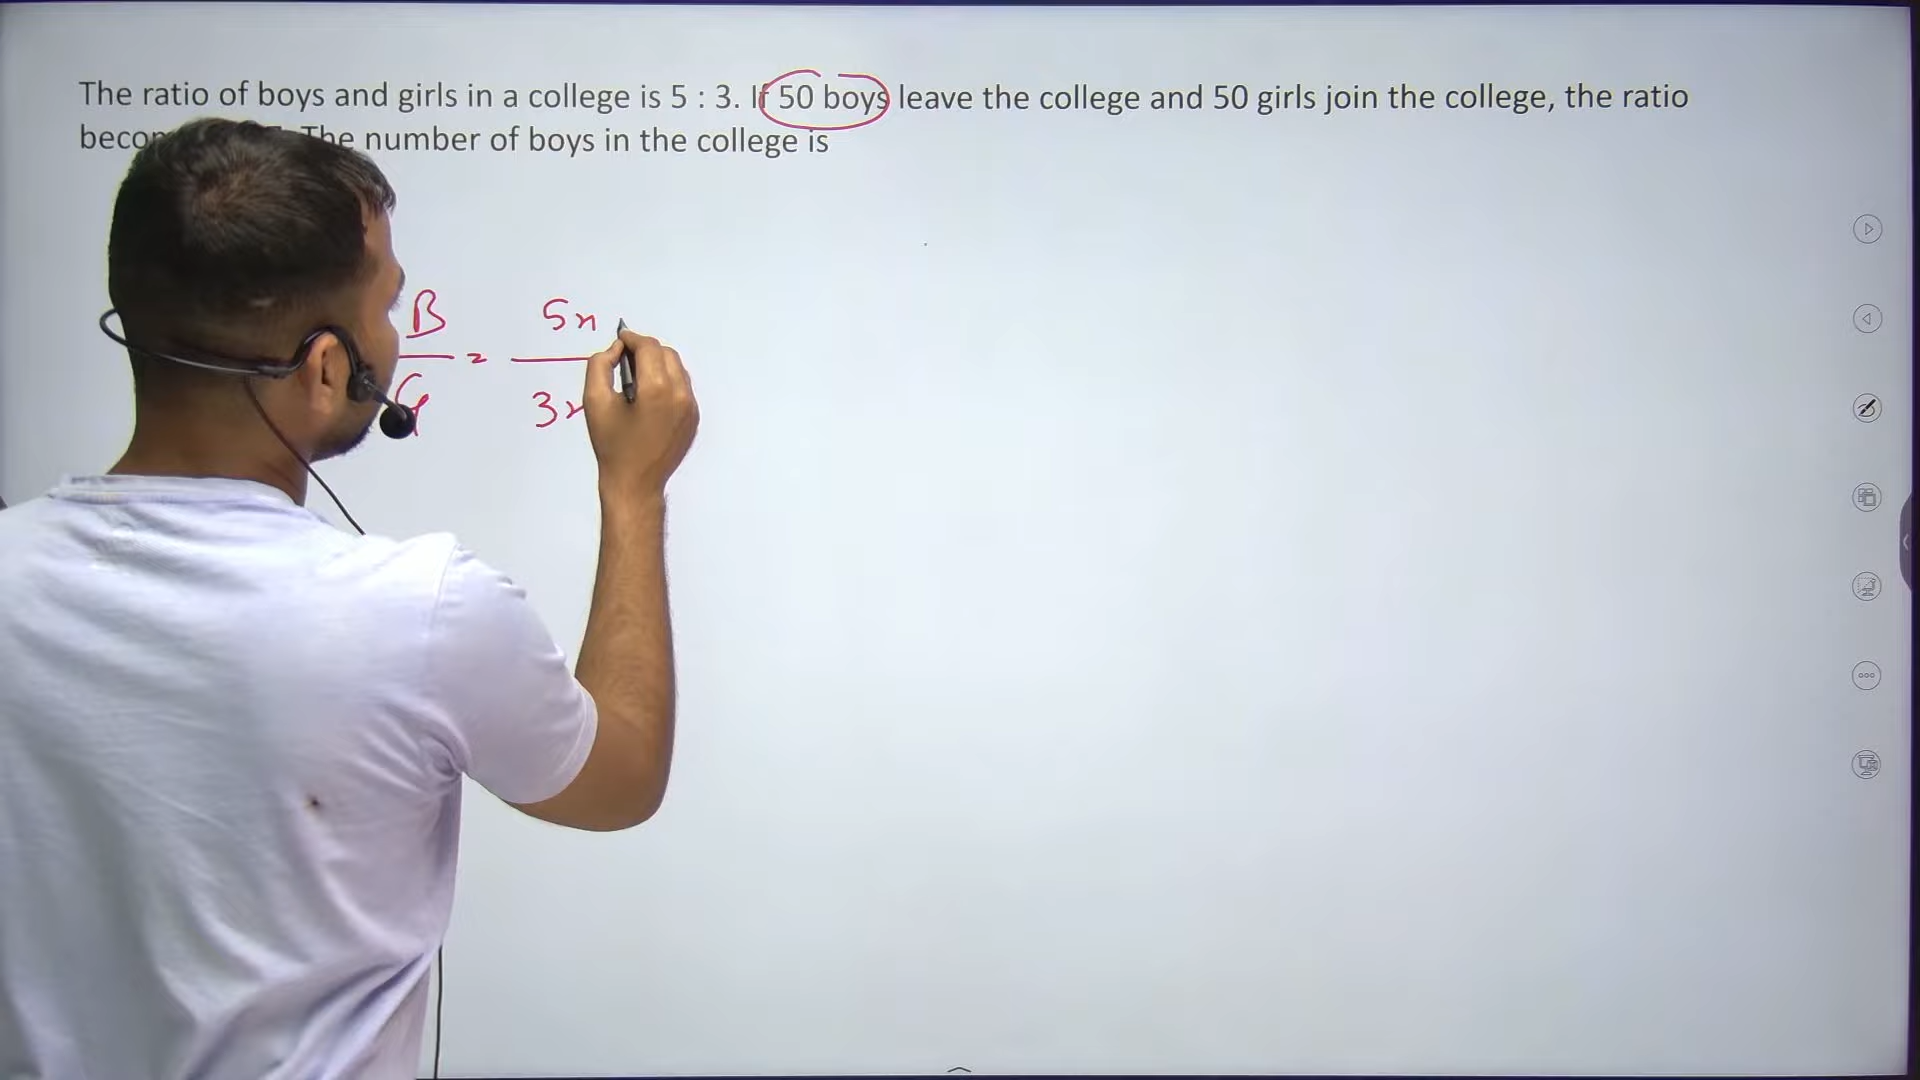 The ratio of boys and girls in a college is 5 : 3. If 50 boys leave the college and 50 girls join the college, the ratio
The number of boys in the college is
B/G = 5x/3x